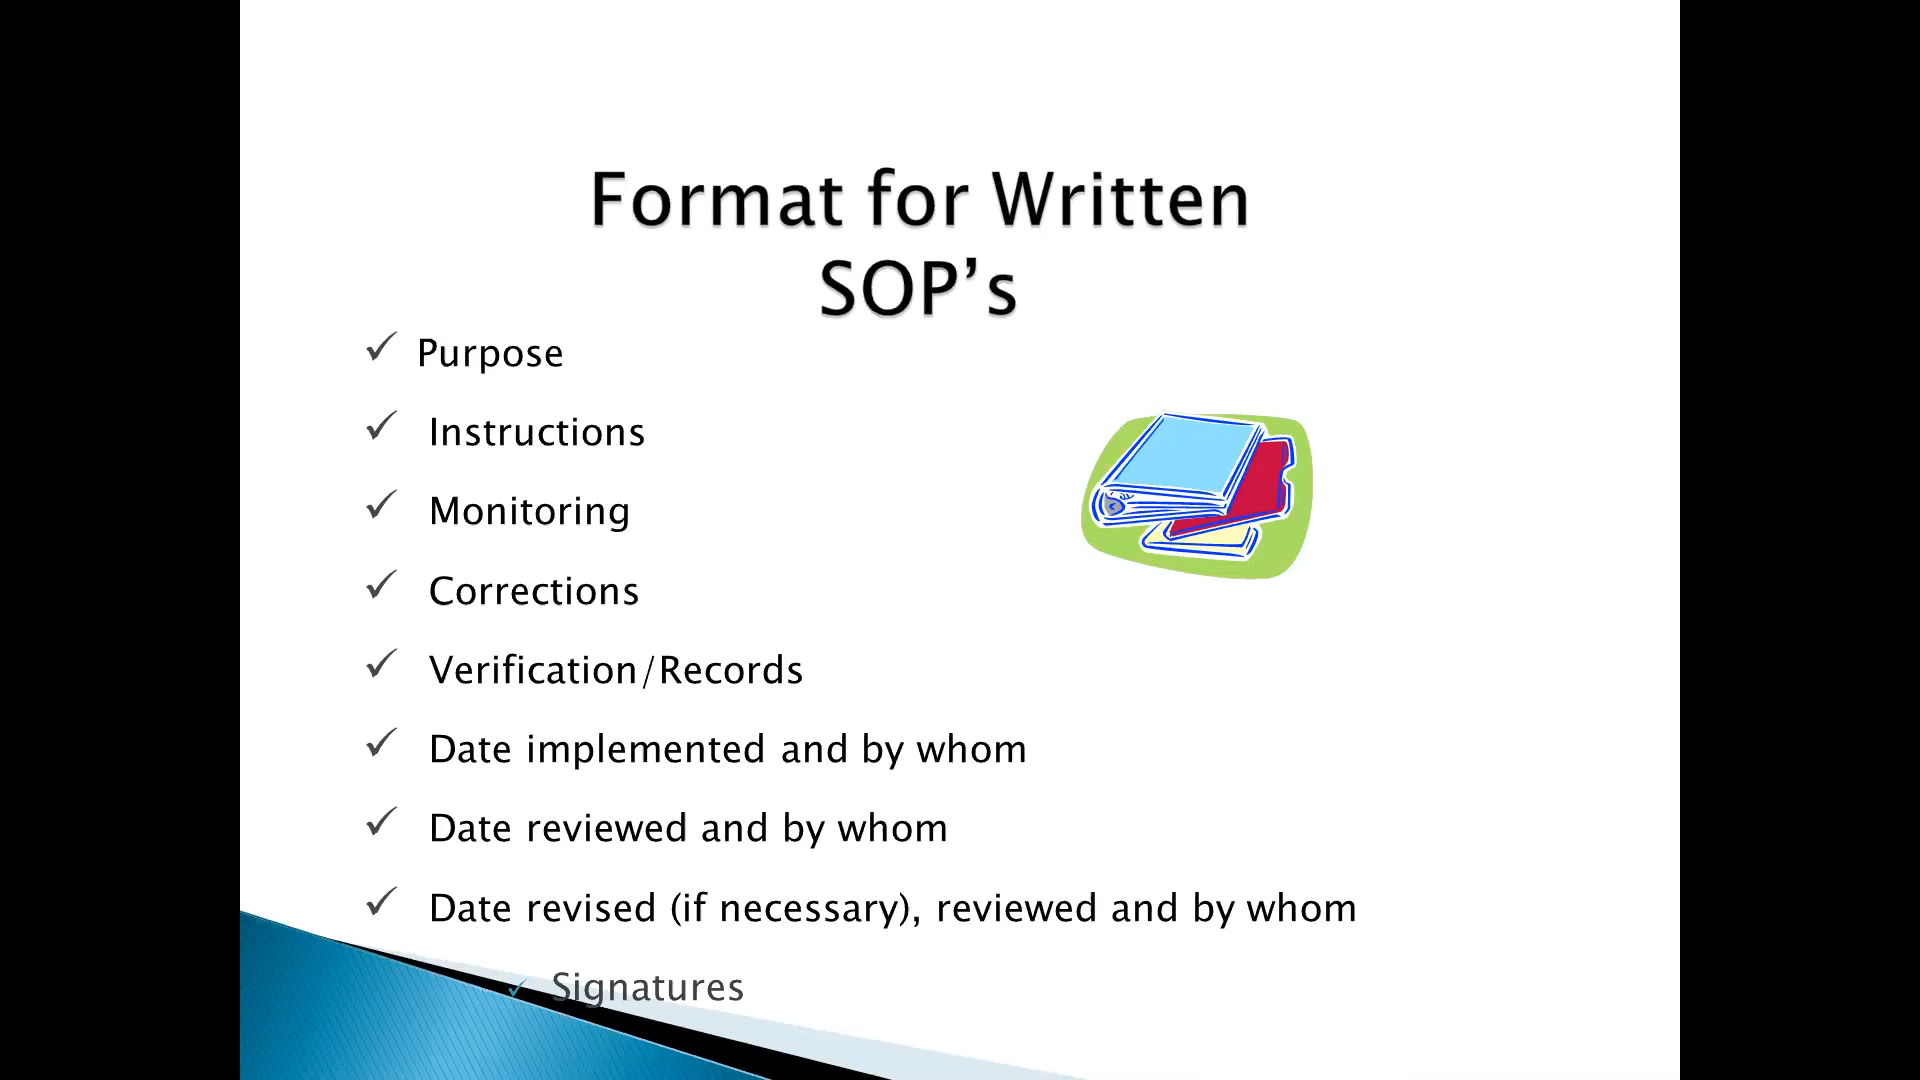 Format for Written
SOP’s
✓ Purpose
✓ Instructions
✓ Monitoring
✓ Corrections
✓ Verification/Records
✓ Date implemented and by whom
✓ Date reviewed and by whom
✓ Date revised (if necessary), reviewed and by whom
✓ Signatures